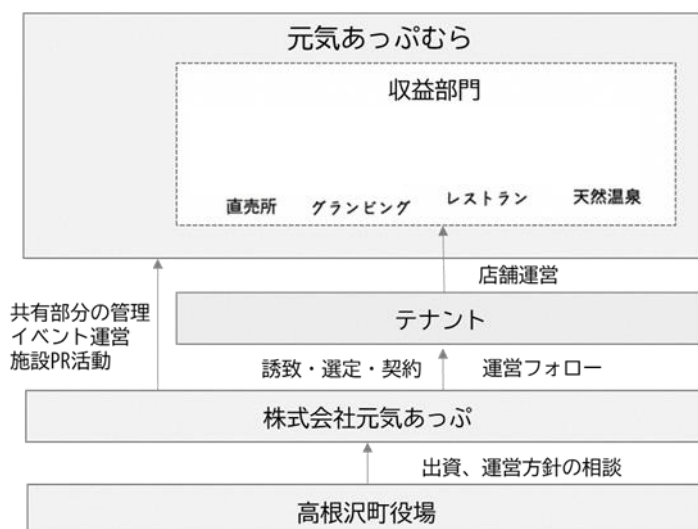 元気あっぷむら
収益部門
直売所 グランピング レストラン 天然温泉
店舗運営
共有部分の管理
イベント運営
施設PR活動
テナント
誘致・選定・契約 運営フォロー
株式会社元気あっぷ
出資、運営方針の相談
高根沢町役場